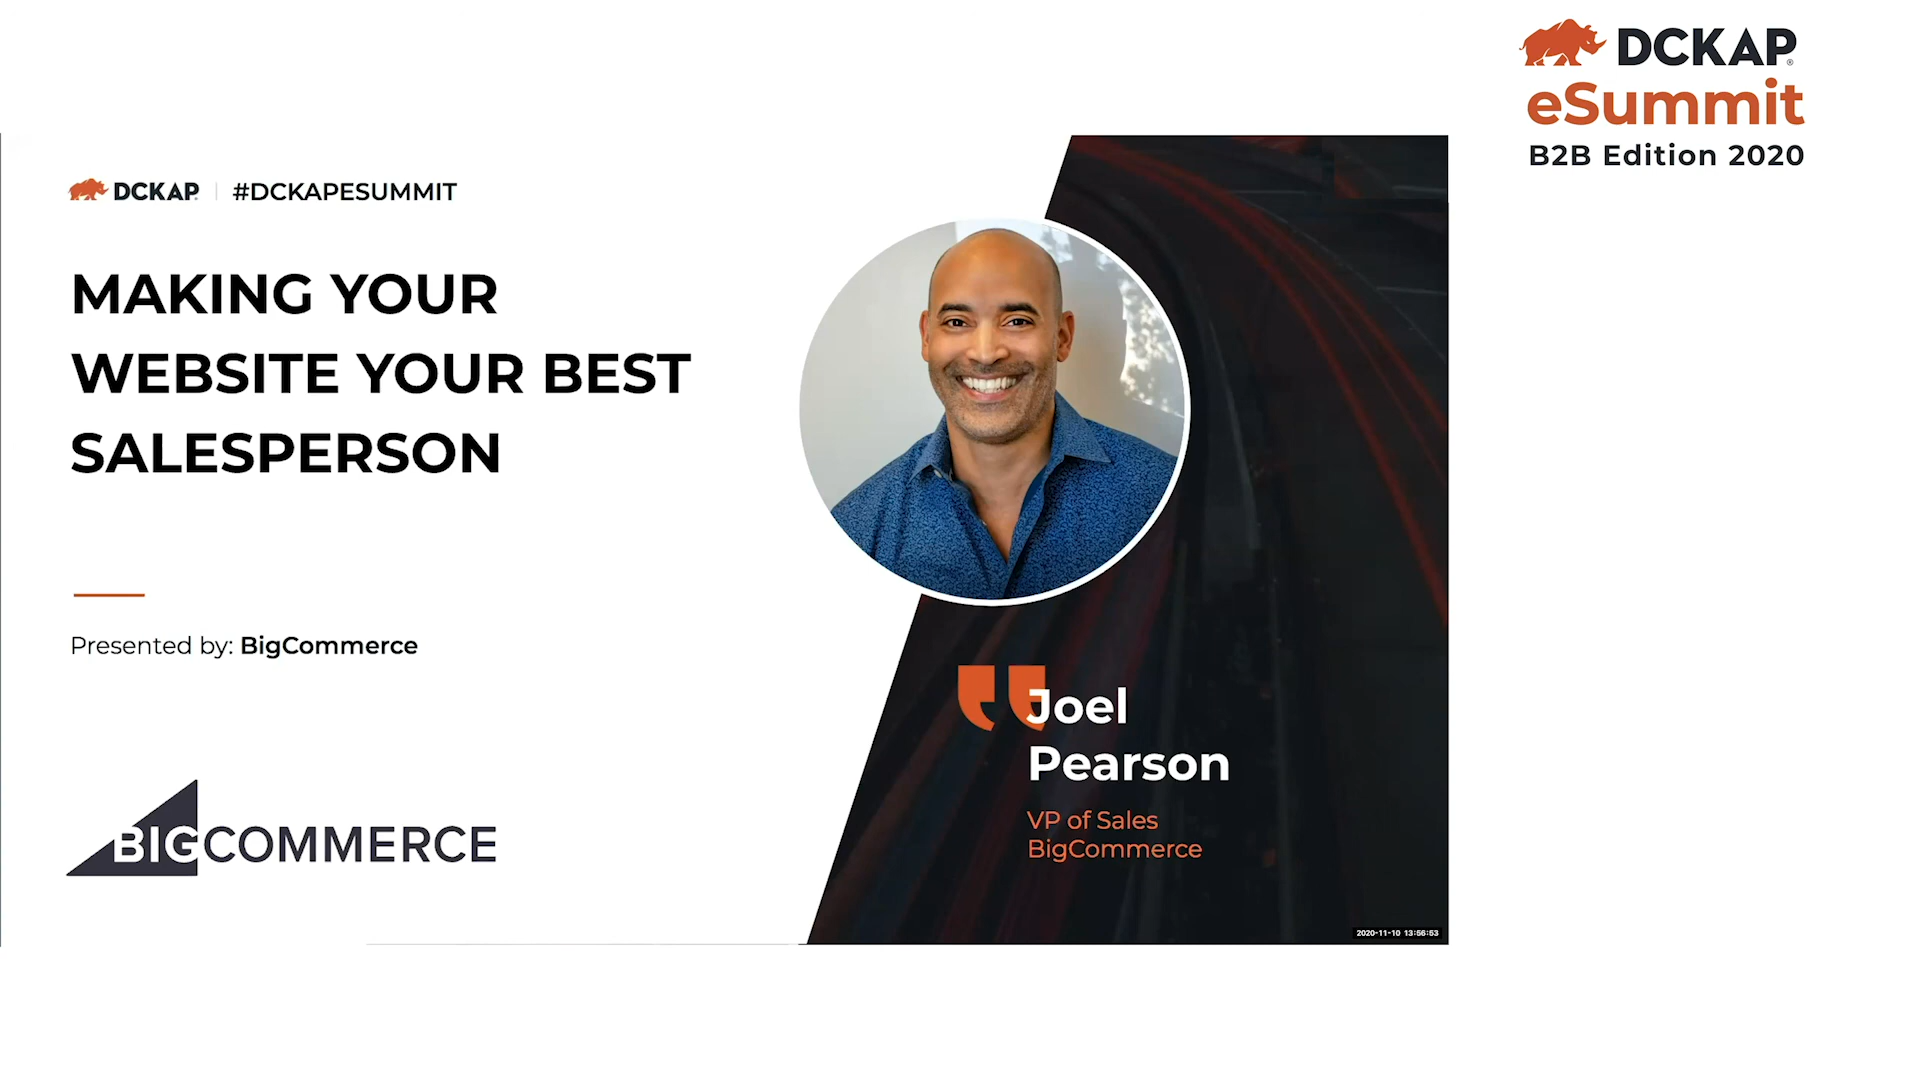 DCKAP®
eSummit
B2B Edition 2020
DCKAP | #DCKAPESUMMIT
MAKING YOUR
WEBSITE YOUR BEST
SALESPERSON
Presented by: BigCommerce
BIGCOMMERCE
Joel
Pearson
VP of Sales
BigCommerce
2020-11-10 13:56:53